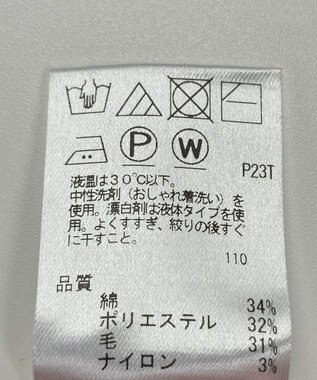 P W
P23T
液温は30℃以下。
中性洗剤(おしゃれ着洗い)を
使用。漂白剤は液体タイプを使
用。よくすすぎ、絞りの後すぐ
に干すこと。
110
品質
綿 34%
ポリエステル 32%
毛 31%
ナイロン 3%